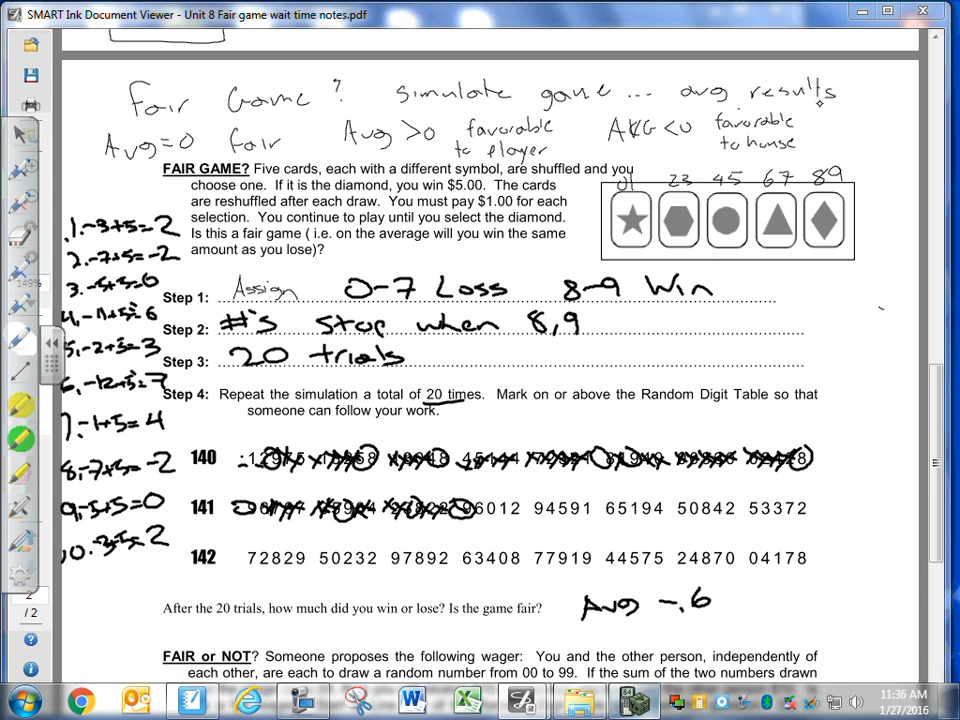 SMART Ink Document Viewer - Unit 8 Fair game wait time notes.pdf
Fair Game? simulate game ... avg results
Avg=0 fair Avg >0 favorable to player AVG <0 favorable to house
FAIR GAME? Five cards, each with a different symbol, are shuffled and you
choose one. If it is the diamond, you win $5.00. The cards
are reshuffled after each draw. You must pay $1.00 for each
selection. You continue to play until you select the diamond.
Is this a fair game ( i.e. on the average will you win the same
amount as you lose)?
01 23 45 67 89
1. -3+5=2
2. -7+5=-2
3. -5+5=0
5. -2+5=3
7. -1+5=4
8. -7+5=-2
9. -5+5=0
149%
Step 1: Assign 0-7 Loss 8-9 Win
Step 2: #'s stop when 8,9
Step 3: 20 trials
Step 4: Repeat the simulation a total of 20 times. Mark on or above the Random Digit Table so that
someone can follow your work.
140
141 96012 94591 65194 50842 53372
142 72829 50232 97892 63408 77919 44575 24870 04178
2
/ 2
After the 20 trials, how much did you win or lose? Is the game fair? Avg -.6
FAIR or NOT? Someone proposes the following wager: You and the other person, independently of
each other, are each to draw a random number from 00 to 99. If the sum of the two numbers drawn
11:36 AM
1/27/2016